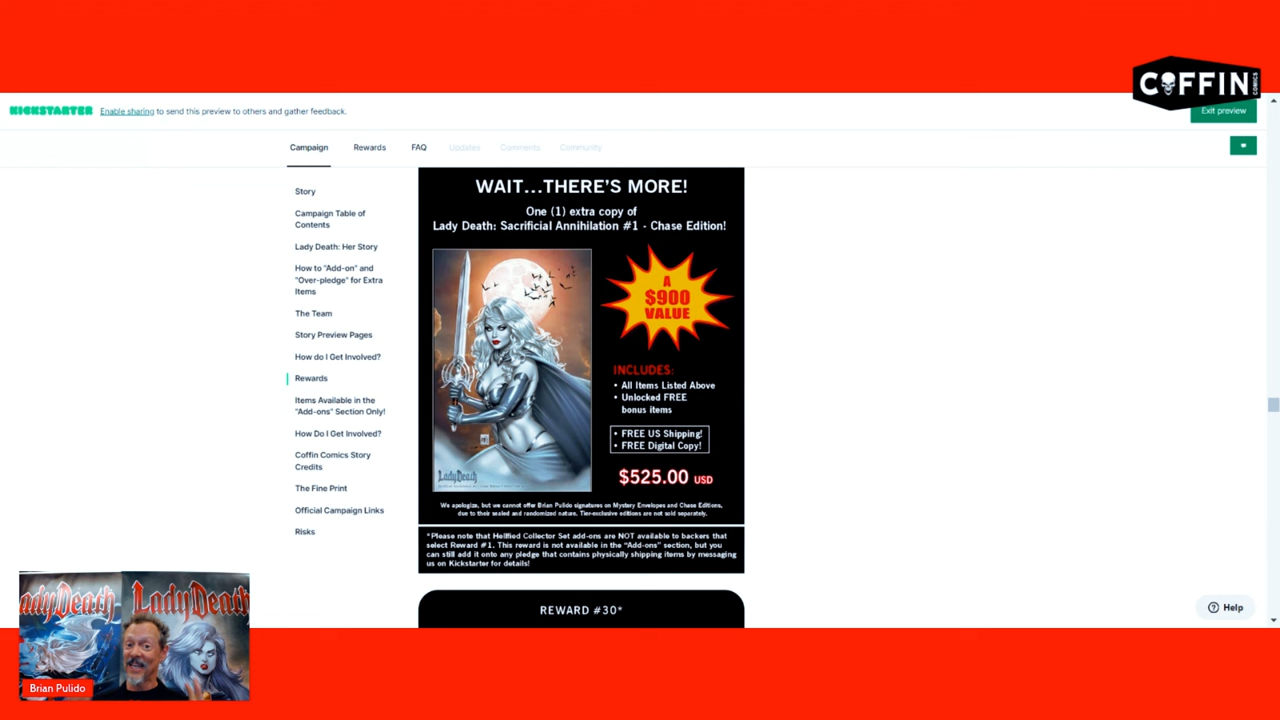 COFFIN
COMICS
KICKSTARTER
Enable sharing to send this preview to others and gather feedback.
Exit preview
Campaign
Rewards
FAQ
Updates
Comments
Community
Story
Campaign Table of
Contents
Lady Death: Her Story
How to "Add-on" and
"Over-pledge" for Extra
Items
The Team
Story Preview Pages
How do I Get Involved?
Rewards
Items Available in the
"Add-ons" Section Only!
How Do I Get Involved?
Coffin Comics Story
Credits
The Fine Print
Official Campaign Links
Risks
WAIT...THERE'S MORE!
One (1) extra copy of
Lady Death: Sacrificial Annihilation #1 - Chase Edition!
A
$900
VALUE
INCLUDES:
• All Items Listed Above
• Unlocked FREE
bonus items
• FREE US Shipping!
• FREE Digital Copy!
$525.00 USD
LadyDeath
We apologize, but we cannot offer Brian Pulido signatures on Mystery Envelopes and Chase Editions,
due to their sealed and randomized nature. Tier-exclusive editions are not sold separately.
*Please note that Hellfied Collector Set add-ons are NOT available to backers that
select Reward #1. This reward is not available in the "Add-ons" section, but you
can still add it onto any pledge that contains physically shipping items by messaging
us on Kickstarter for details!
REWARD #30*
Help
adyDeath
LadyDeath
Brian Pulido